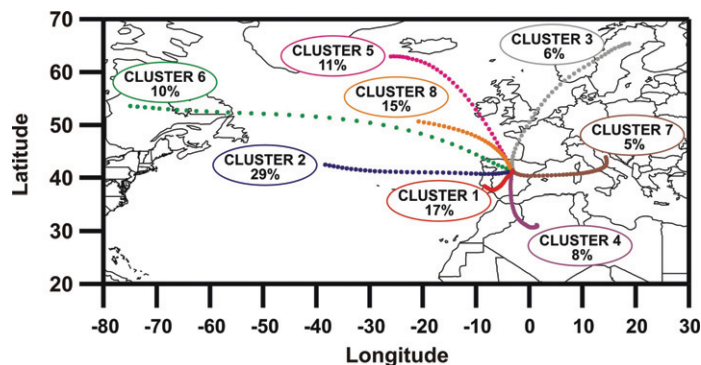 70
60
50
40
30
20
Latitude
CLUSTER 5
11%
CLUSTER 3
6%
CLUSTER 6
10%
CLUSTER 8
15%
CLUSTER 7
5%
CLUSTER 2
29%
CLUSTER 1
17%
CLUSTER 4
8%
-80 -70 -60 -50 -40 -30 -20 -10 0 10 20 30
Longitude